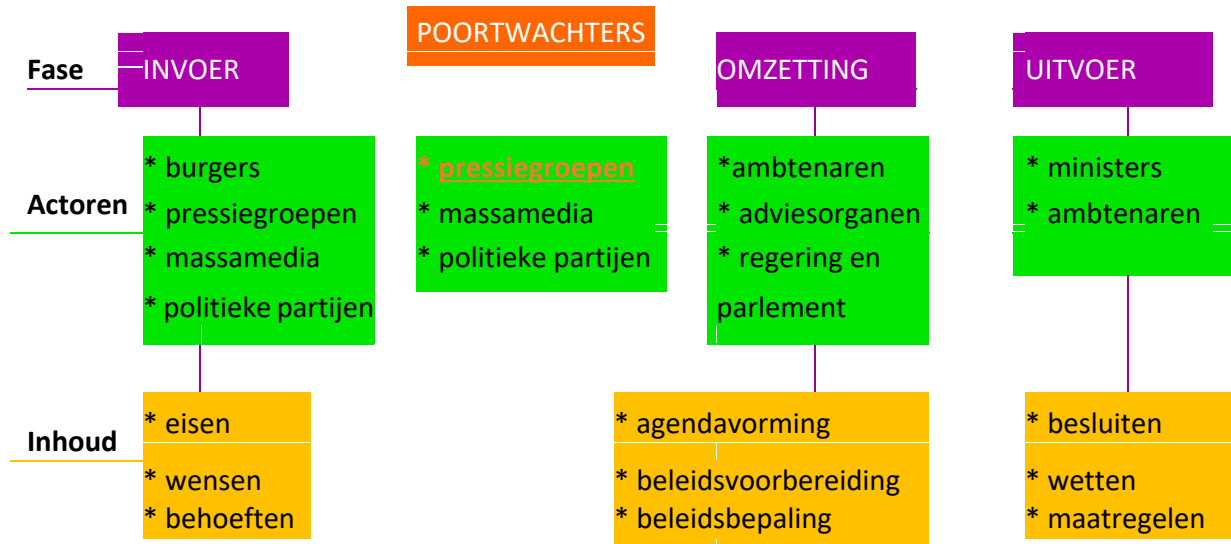 POORTWACHTERS
Fase
INVOER
OMZETTING
UITVOER
Actoren
* burgers
* pressiegroepen
* massamedia
* politieke partijen
* pressiegroepen
* massamedia
* politieke partijen
*ambtenaren
* adviesorganen
* regering en
parlement
* ministers
* ambtenaren
Inhoud
* eisen
* wensen
* behoeften
* agendavorming
* beleidsvoorbereiding
* beleidsbepaling
* besluiten
* wetten
* maatregelen